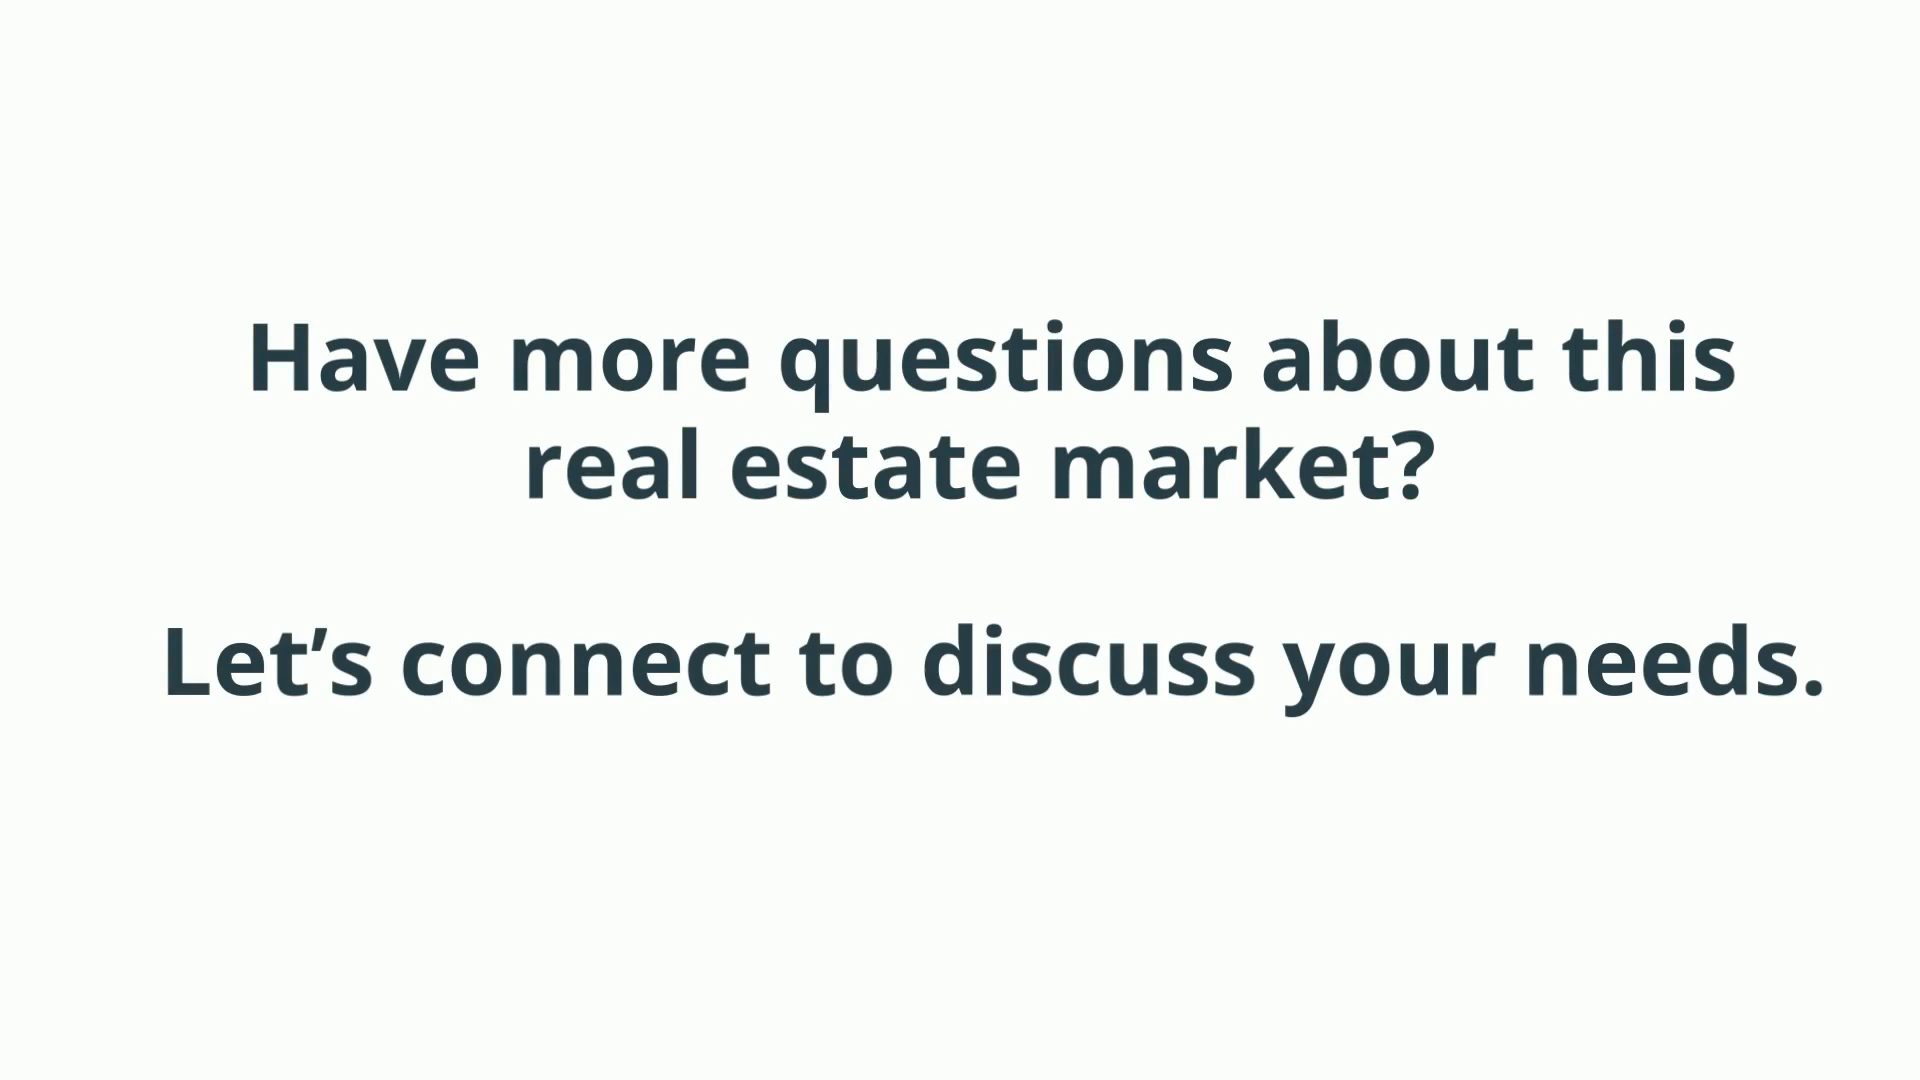 Have more questions about this
real estate market?
Let’s connect to discuss your needs.